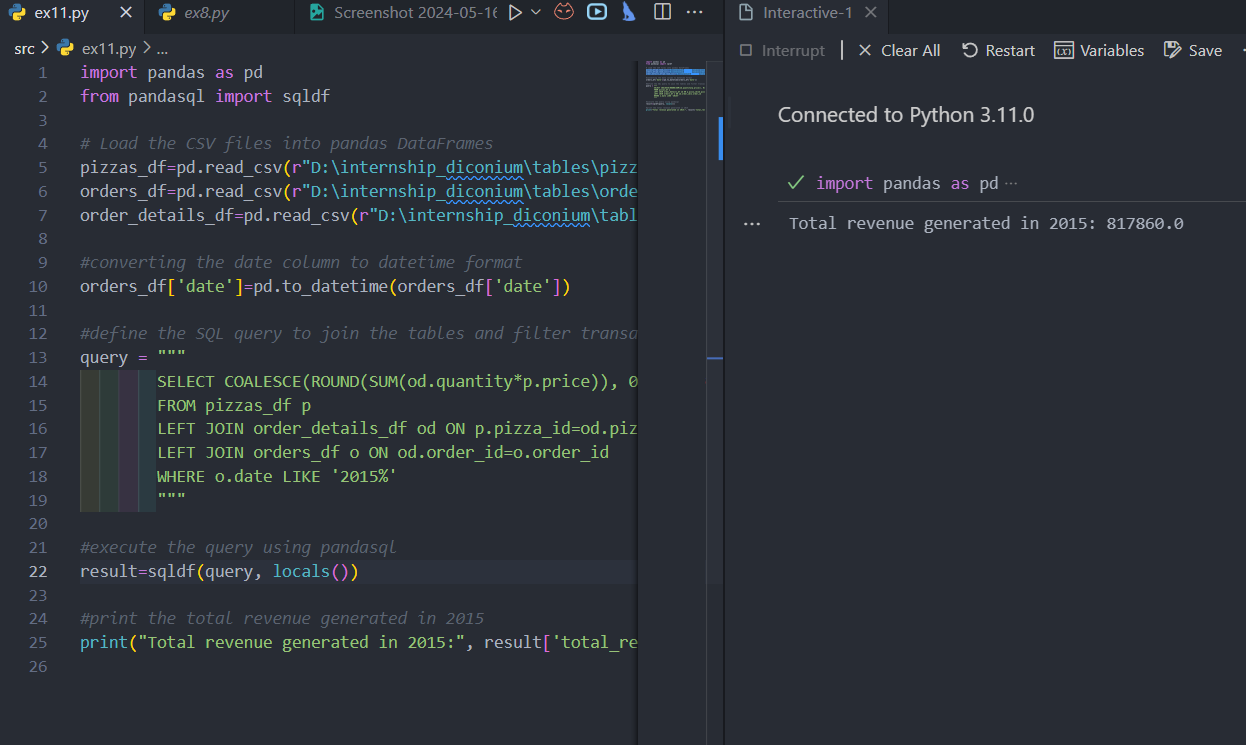 ex11.py
ex8.py
Screenshot 2024-05-16
Interactive-1
src > ex11.py > ...
Interrupt | Clear All Restart Variables Save
1 import pandas as pd
2 from pandasql import sqldf
3
4 # Load the CSV files into pandas DataFrames
5 pizzas_df=pd.read_csv(r"D:\internship_diconium\tables\pizz
6 orders_df=pd.read_csv(r"D:\internship_diconium\tables\orde
7 order_details_df=pd.read_csv(r"D:\internship_diconium\tabl
8
9 #converting the date column to datetime format
10 orders_df['date']=pd.to_datetime(orders_df['date'])
11
12 #define the SQL query to join the tables and filter transa
13 query = """
14 SELECT COALESCE(ROUND(SUM(od.quantity*p.price)), 0
15 FROM pizzas_df p
16 LEFT JOIN order_details_df od ON p.pizza_id=od.piz
17 LEFT JOIN orders_df o ON od.order_id=o.order_id
18 WHERE o.date LIKE '2015%'
19 """
20
21 #execute the query using pandasql
22 result=sqldf(query, locals())
23
24 #print the total revenue generated in 2015
25 print("Total revenue generated in 2015:", result['total_re
26
Connected to Python 3.11.0
import pandas as pd ...
... Total revenue generated in 2015: 817860.0